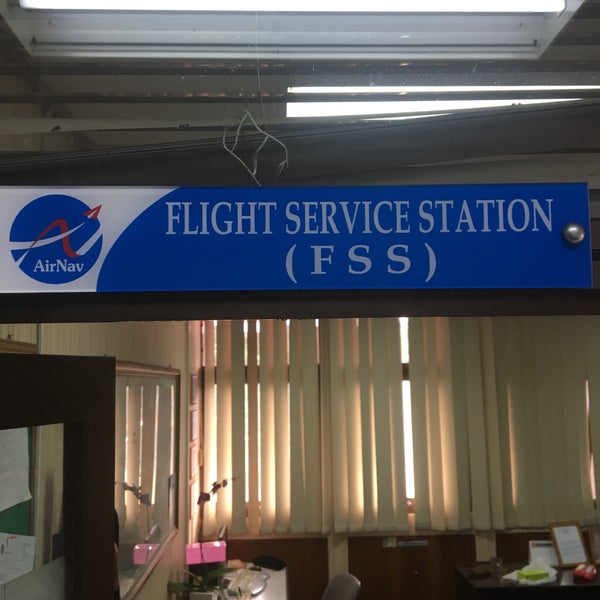 FLIGHT SERVICE STATION
(FSS)
AirNav